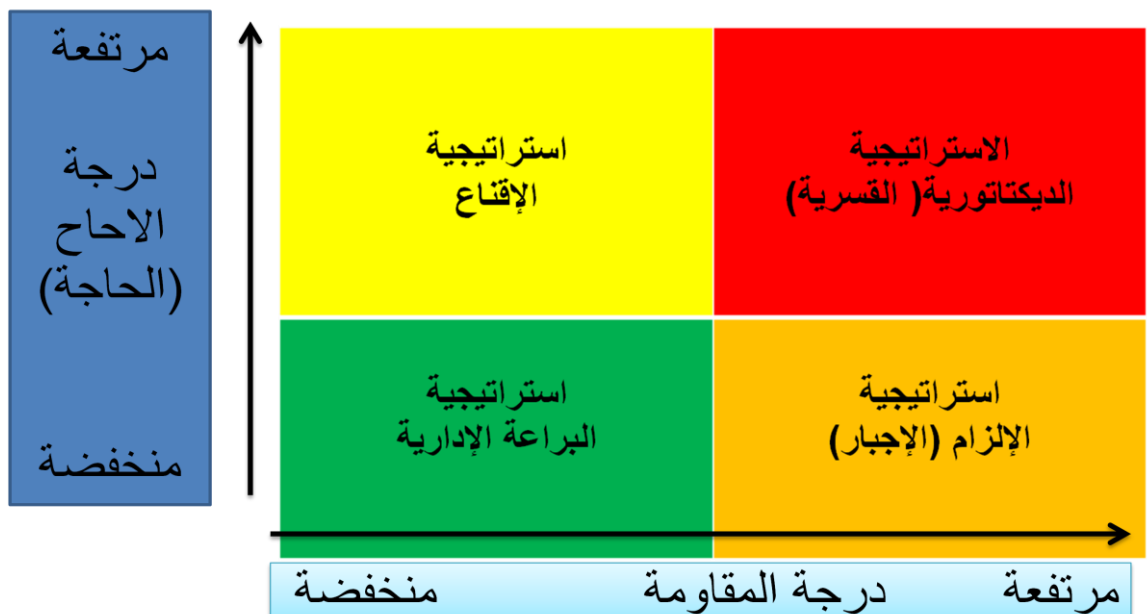 مرتفعة
درجة
الاحاح
(الحاجة)
منخفضة
الاستراتيجية
الديكتاتورية( القسرية)
استراتيجية
الإقناع
استراتيجية
الإلزام (الإجبار)
استراتيجية
البراعة الإدارية
مرتفعة درجة المقاومة منخفضة